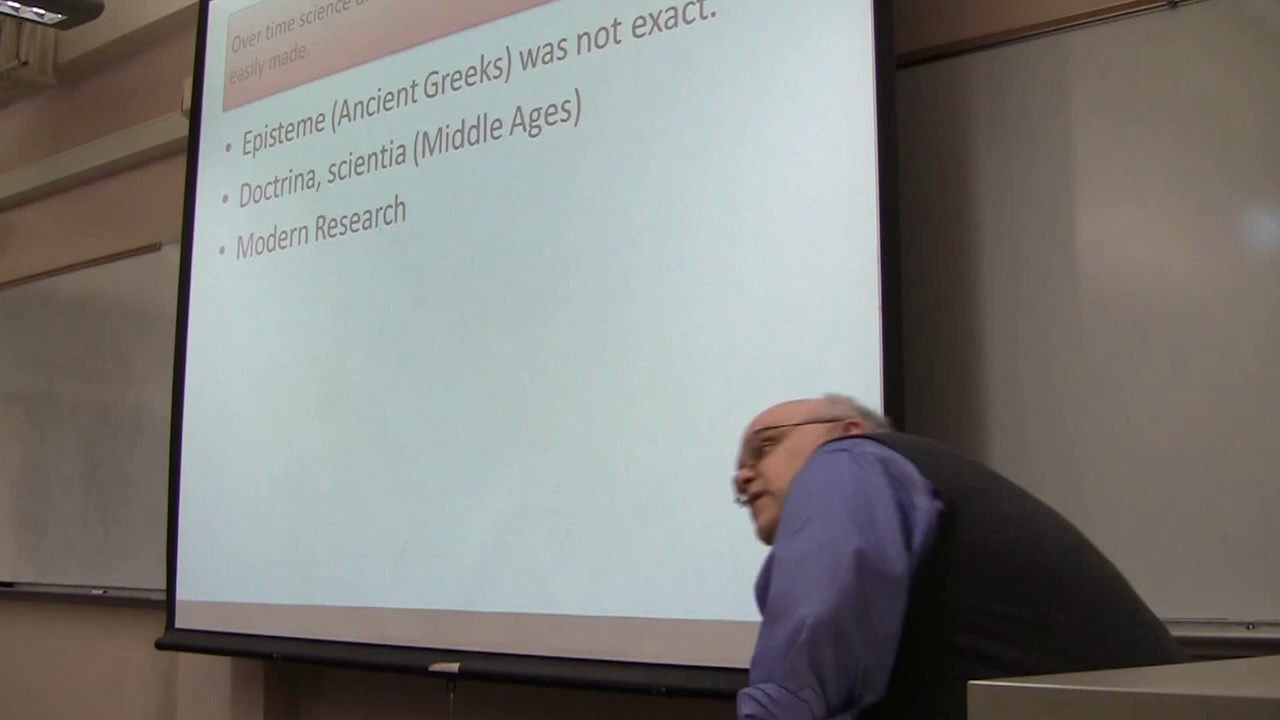 Over time science
easily made.
• Episteme (Ancient Greeks) was not exact.
• Doctrina, scientia (Middle Ages)
• Modern Research